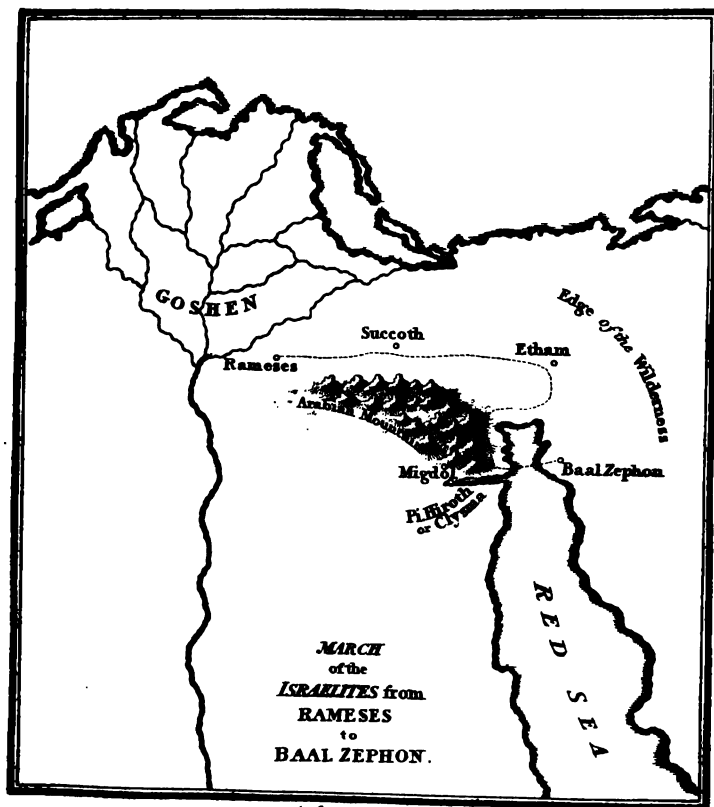 GOSHEN
Edge of the Wilderness
Succoth
Etham
Rameses
Arabian Moun
Migdol
Baal Zephon
Pi.Hiroth
or Clysma
RED SEA
MARCH
of the
ISRAELITES from
RAMESES
to
BAAL ZEPHON.